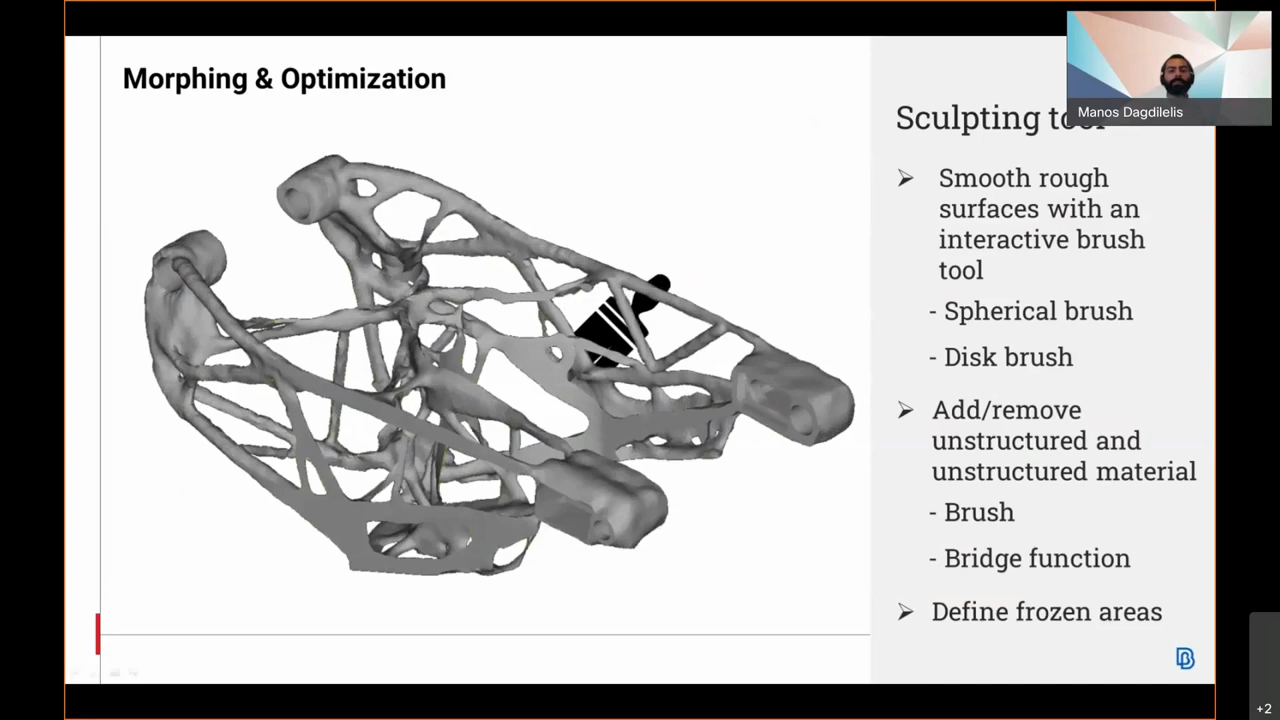 Morphing & Optimization
Manos Dagdilelis
Sculpting
Smooth rough
surfaces with an
interactive brush
tool
- Spherical brush
- Disk brush
Add/remove
unstructured and
unstructured material
- Brush
- Bridge function
Define frozen areas
+2